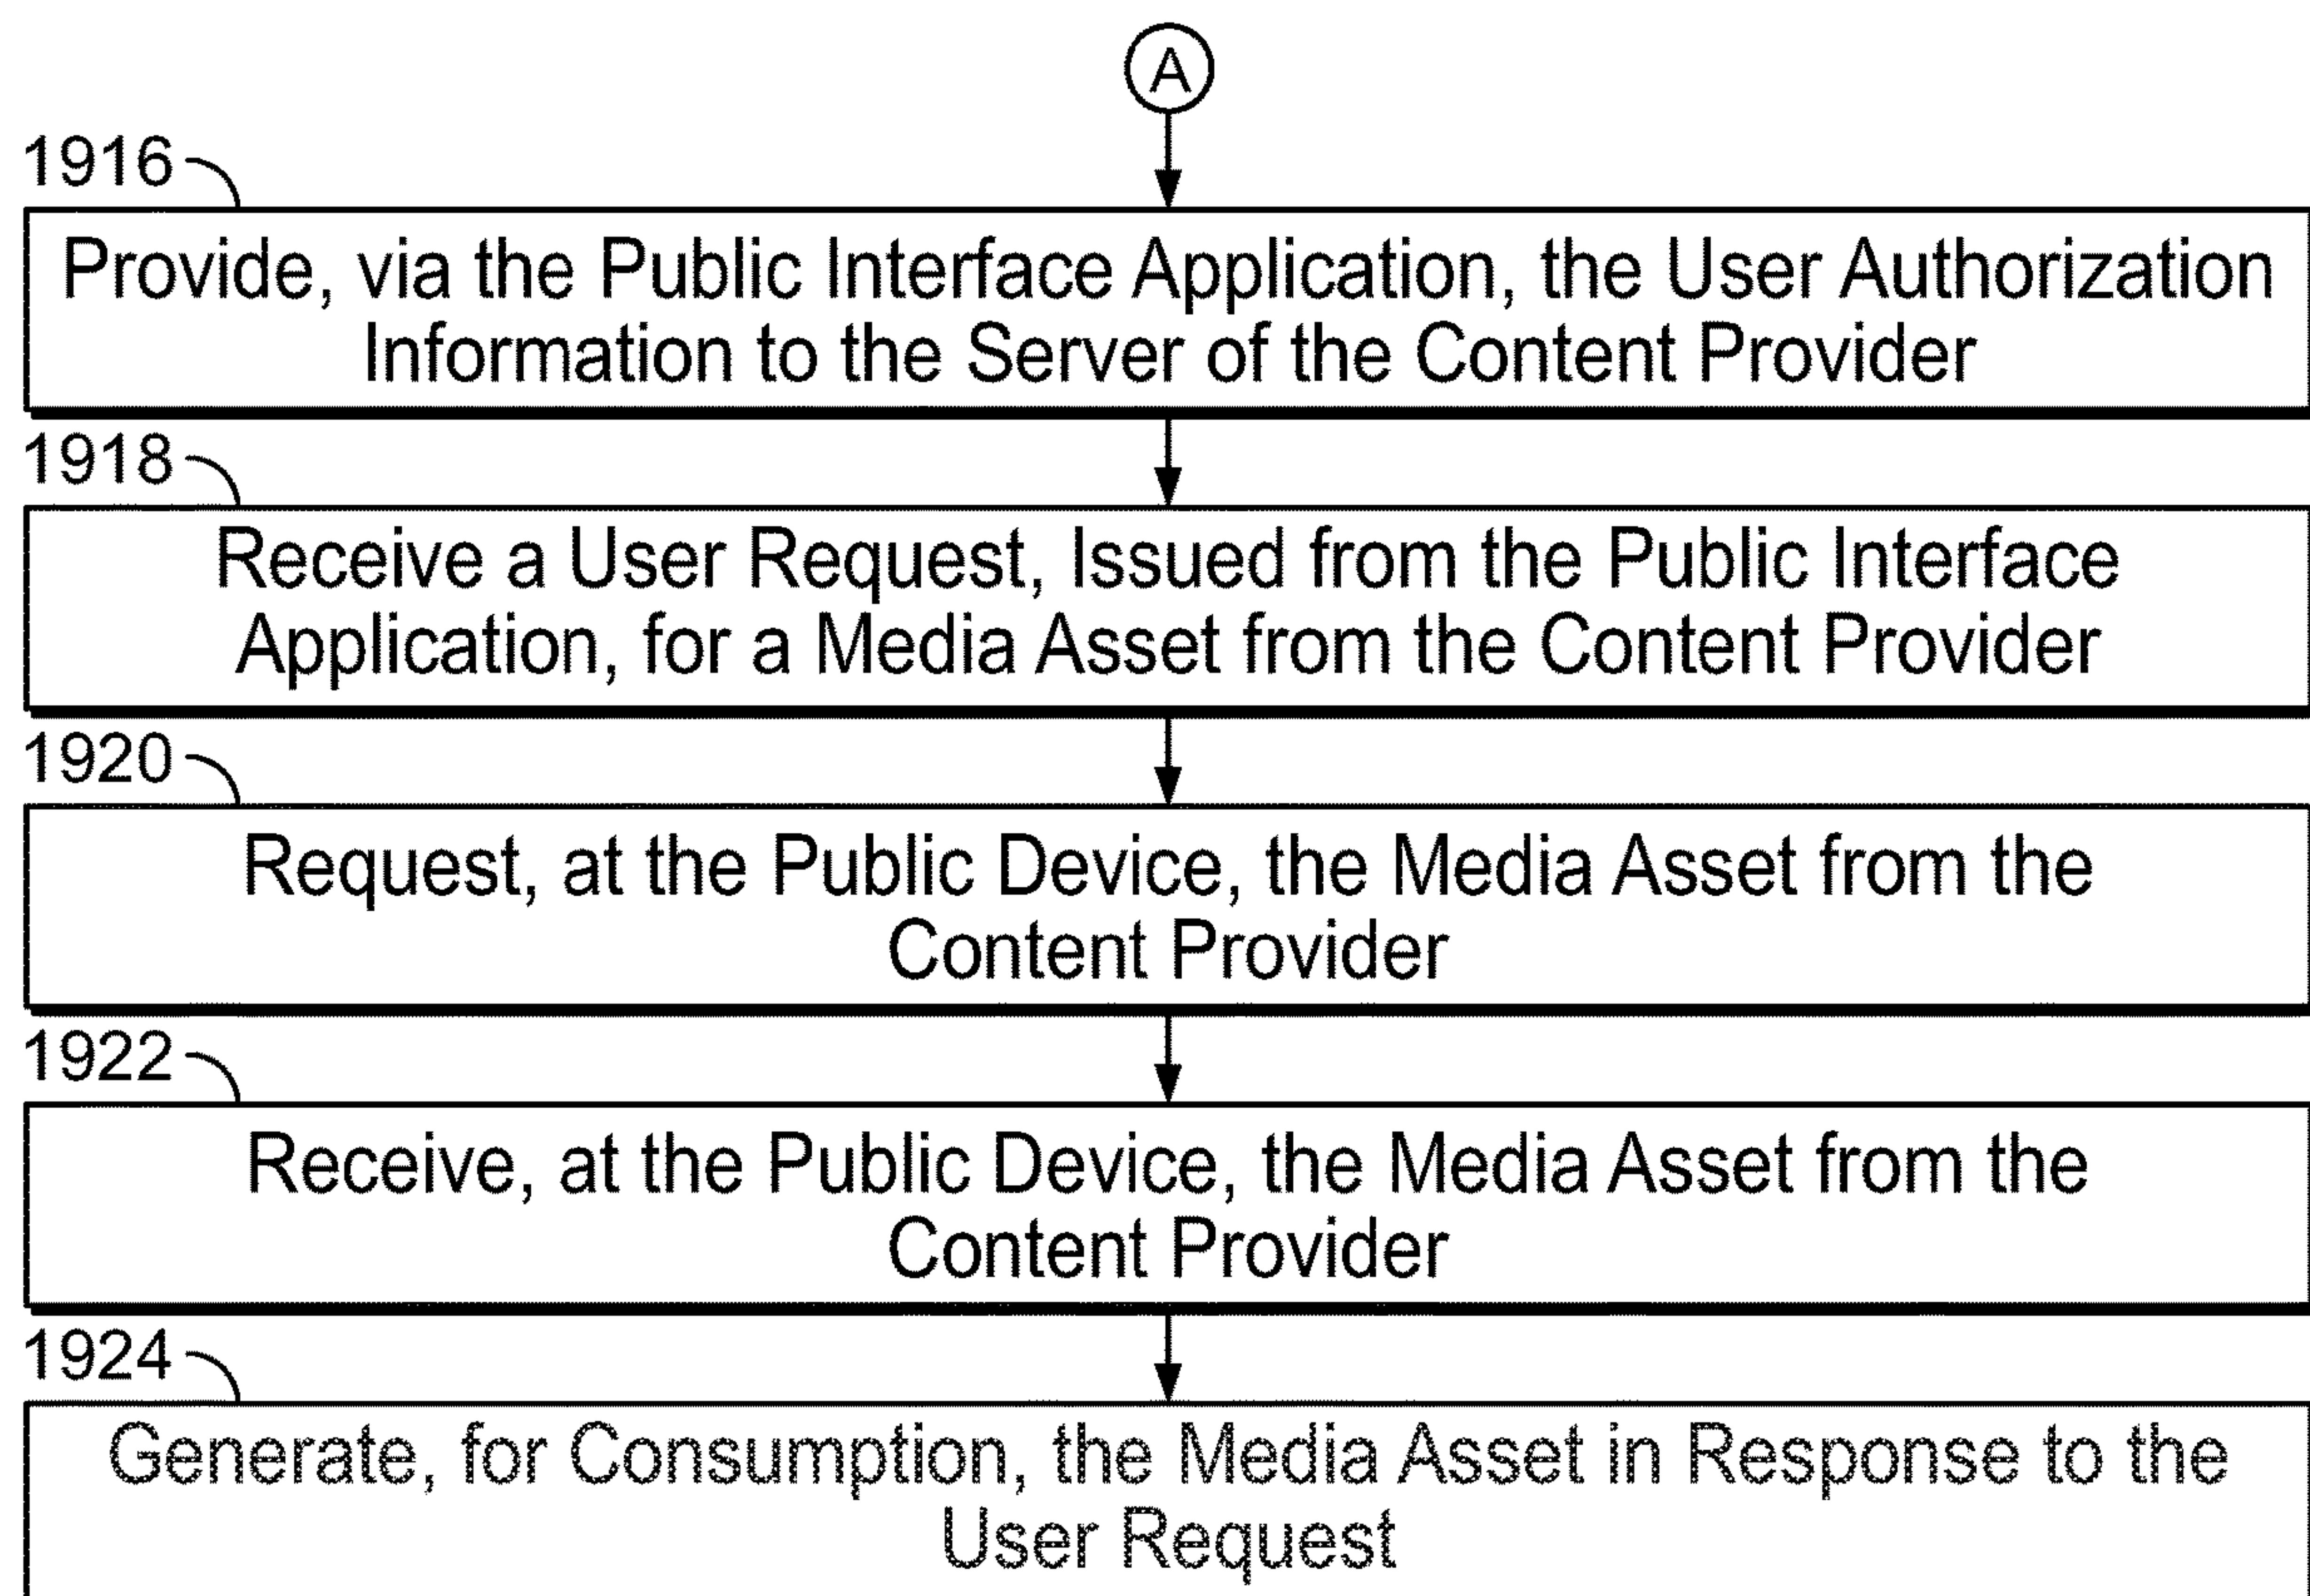 A
1916
Provide, via the Public Interface Application, the User Authorization
Information to the Server of the Content Provider
1918
Receive a User Request, Issued from the Public Interface
Application, for a Media Asset from the Content Provider
1920
Request, at the Public Device, the Media Asset from the
Content Provider
1922
Receive, at the Public Device, the Media Asset from the
Content Provider
1924
Generate, for Consumption, the Media Asset in Response to the
User Request